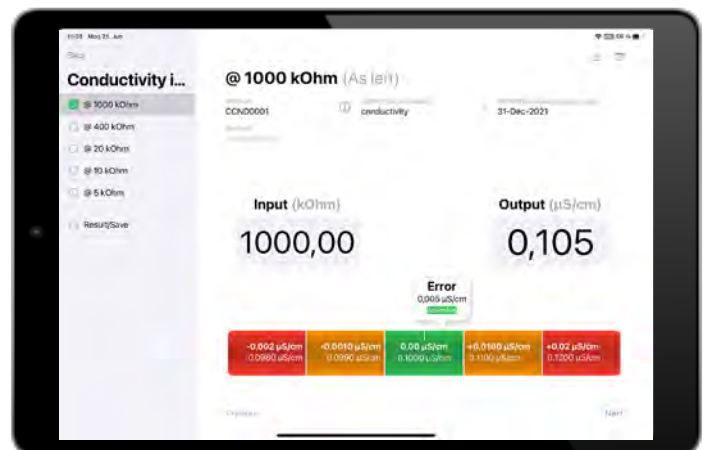 Conductivity i...
@ 1000 kOhm (As left)
@ 1000 kOhm
@ 400 kOhm
@ 20 kOhm
@ 10 kOhm
@ 5 kOhm
Result/Save
CCN00001
conductivity
31-Dec-2021
Input (kOhm)
Output (µS/cm)
1000,00
0,105
Error
0,005 µS/cm
-0.002 µS/cm
-0.0010 µS/cm
0.00 µS/cm
+0.0100 µS/cm
+0.02 µS/cm
0.0980 µS/cm
0.0990 µS/cm
0.1000 µS/cm
0.1100 µS/cm
0.1200 µS/cm
Next